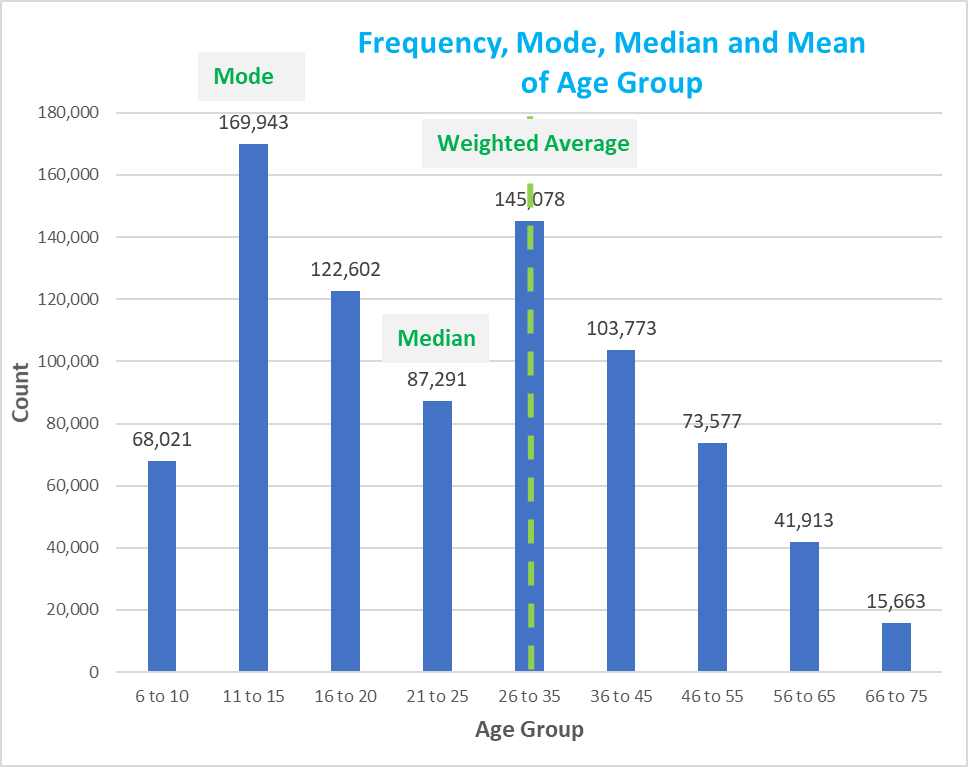 Frequency, Mode, Median and Mean
of Age Group
Mode
Weighted Average
Median
180,000
160,000
140,000
120,000
100,000
80,000
60,000
40,000
20,000
0
Count
68,021
169,943
122,602
87,291
145,078
103,773
73,577
41,913
15,663
6 to 10
11 to 15
16 to 20
21 to 25
26 to 35
36 to 45
46 to 55
56 to 65
66 to 75
Age Group